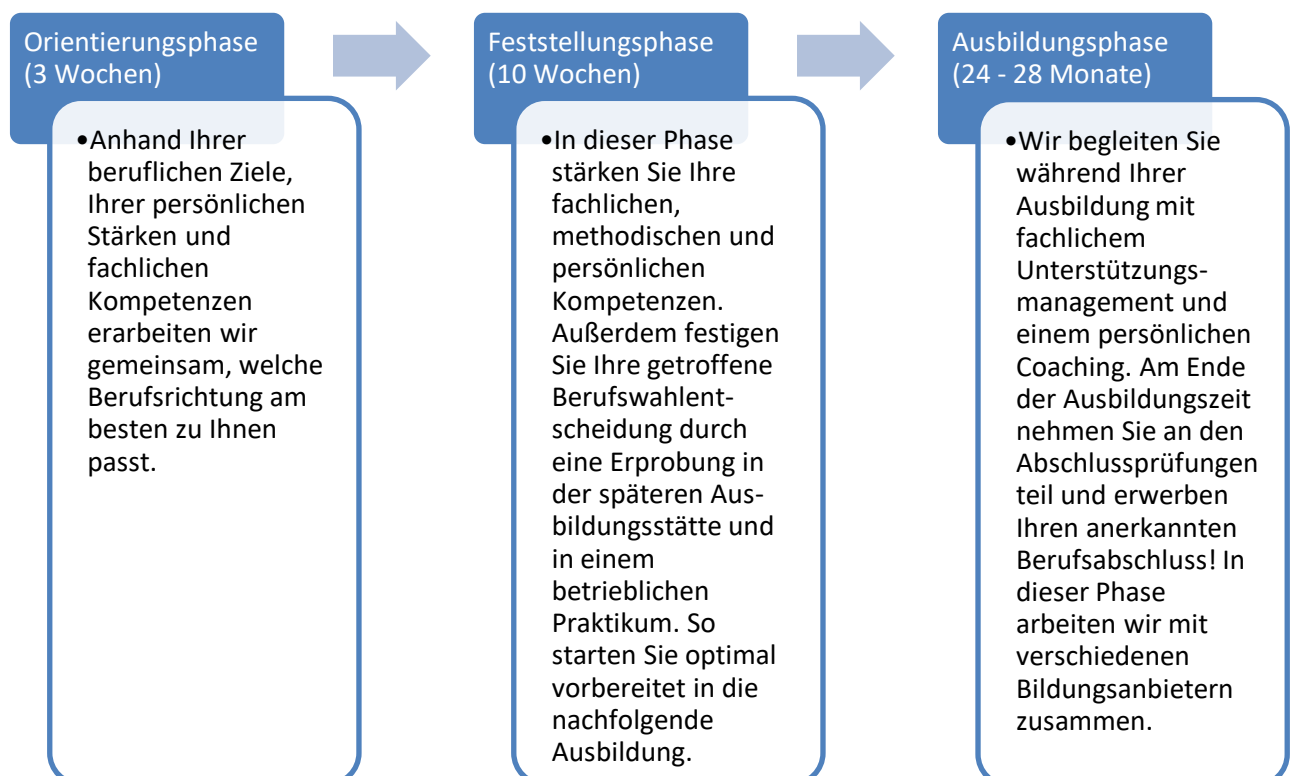 Orientierungsphase
(3 Wochen)
•Anhand Ihrer
beruflichen Ziele,
Ihrer persönlichen
Stärken und
fachlichen
Kompetenzen
erarbeiten wir
gemeinsam, welche
Berufsrichtung am
besten zu Ihnen
passt.
Feststellungsphase
(10 Wochen)
•In dieser Phase
stärken Sie Ihre
fachlichen,
methodischen und
persönlichen
Kompetenzen.
Außerdem festigen
Sie Ihre getroffene
Berufswahlent-
scheidung durch
eine Erprobung in
der späteren Aus-
bildungsstätte und
in einem
betrieblichen
Praktikum. So
starten Sie optimal
vorbereitet in die
nachfolgende
Ausbildung.
Ausbildungsphase
(24 - 28 Monate)
•Wir begleiten Sie
während Ihrer
Ausbildung mit
fachlichem
Unterstützungs-
management und
einem persönlichen
Coaching. Am Ende
der Ausbildungszeit
nehmen Sie an den
Abschlussprüfungen
teil und erwerben
Ihren anerkannten
Berufsabschluss! In
dieser Phase
arbeiten wir mit
verschiedenen
Bildungsanbietern
zusammen.